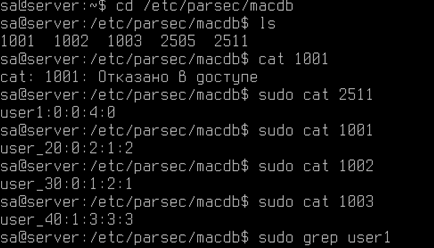 sa@server:~$ cd /etc/parsec/macdb
sa@server:/etc/parsec/macdb$ ls
1001  1002  1003  2505  2511
sa@server:/etc/parsec/macdb$ cat 1001
cat: 1001: Отказано в доступе
sa@server:/etc/parsec/macdb$ sudo cat 2511
user1:0:0:4:0
sa@server:/etc/parsec/macdb$ sudo cat 1001
user_20:0:2:1:2
sa@server:/etc/parsec/macdb$ sudo cat 1002
user_30:0:1:2:1
sa@server:/etc/parsec/macdb$ sudo cat 1003
user_40:1:3:3:3
sa@server:/etc/parsec/macdb$ sudo grep user1